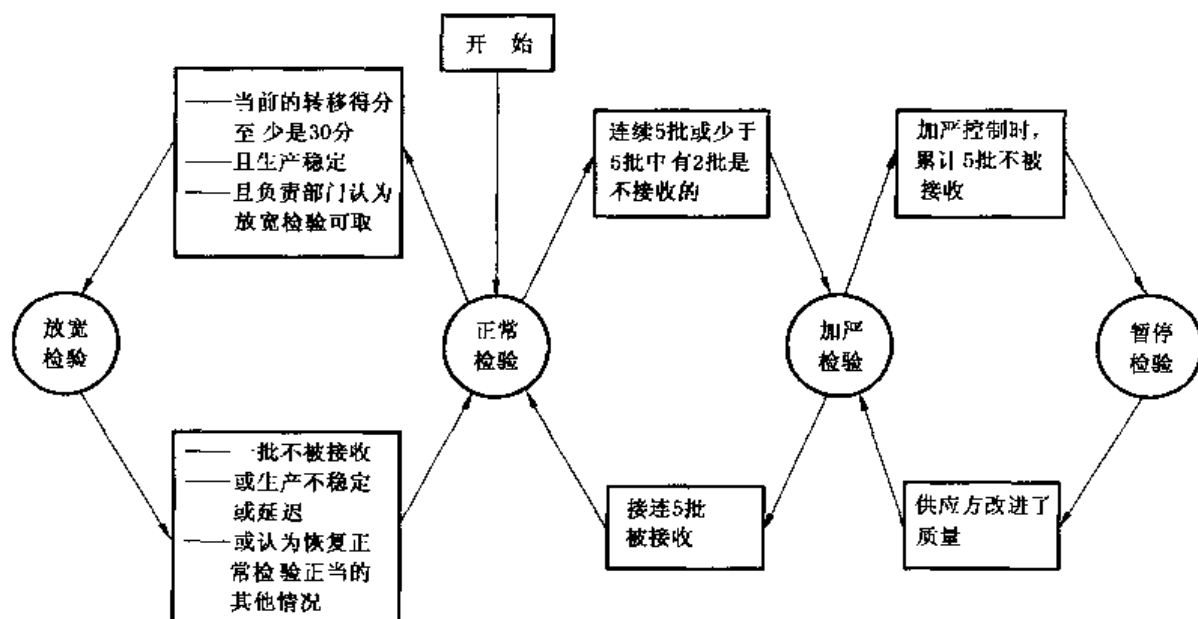 开 始
——当前的转移得分
至少是30分
——且生产稳定
——且负责部门认为
放宽检验可取
连续5批或少于
5批中有2批是
不接收的
加严控制时,
累计5批不被
接收
放宽
检验
正常
检验
加严
检验
暂停
检验
——一批不被接收
——或生产不稳定
或延迟
——或认为恢复正
常检验正当的
其他情况
接连5批
被接收
供应方改进了
质量